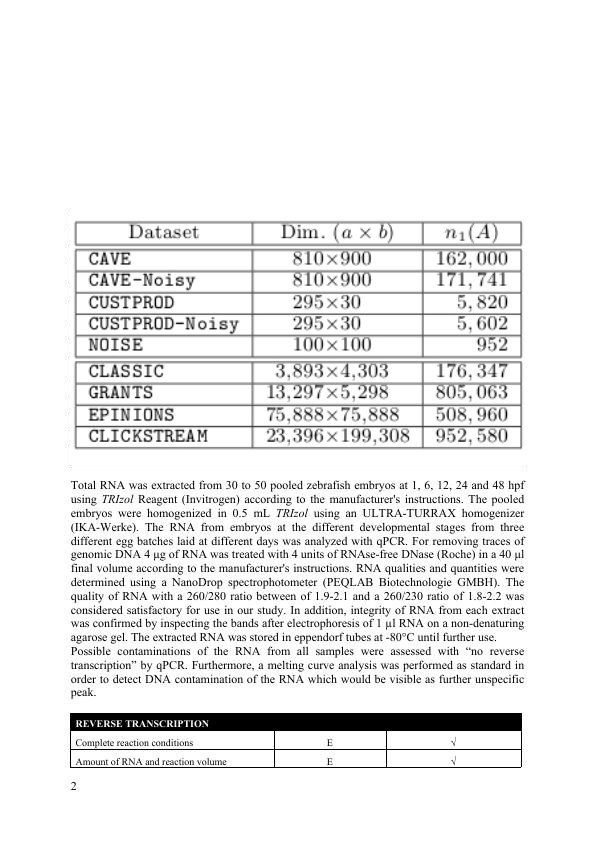 Dataset Dim. (a × b) n₁(A)
CAVE 810×900 162,000
CAVE-Noisy 810×900 171,741
CUSTPROD 295×30 5,820
CUSTPROD-Noisy 295×30 5,602
NOISE 100×100 952
CLASSIC 3,893×4,303 176,347
GRANTS 13,297×5,298 805,063
EPINIONS 75,888×75,888 508,960
CLICKSTREAM 23,396×199,308 952,580
Total RNA was extracted from 30 to 50 pooled zebrafish embryos at 1, 6, 12, 24 and 48 hpf
using TRIzol Reagent (Invitrogen) according to the manufacturer's instructions. The pooled
embryos were homogenized in 0.5 mL TRIzol using an ULTRA-TURRAX homogenizer
(IKA-Werke). The RNA from embryos at the different developmental stages from three
different egg batches laid at different days was analyzed with qPCR. For removing traces of
genomic DNA 4 μg of RNA was treated with 4 units of RNAse-free DNase (Roche) in a 40 μl
final volume according to the manufacturer's instructions. RNA qualities and quantities were
determined using a NanoDrop spectrophotometer (PEQLAB Biotechnologie GMBH). The
quality of RNA with a 260/280 ratio between of 1.9-2.1 and a 260/230 ratio of 1.8-2.2 was
considered satisfactory for use in our study. In addition, integrity of RNA from each extract
was confirmed by inspecting the bands after electrophoresis of 1 μl RNA on a non-denaturing
agarose gel. The extracted RNA was stored in eppendorf tubes at -80°C until further use.
Possible contaminations of the RNA from all samples were assessed with “no reverse
transcription” by qPCR. Furthermore, a melting curve analysis was performed as standard in
order to detect DNA contamination of the RNA which would be visible as further unspecific
peak.
REVERSE TRANSCRIPTION
Complete reaction conditions E √
Amount of RNA and reaction volume E √
2